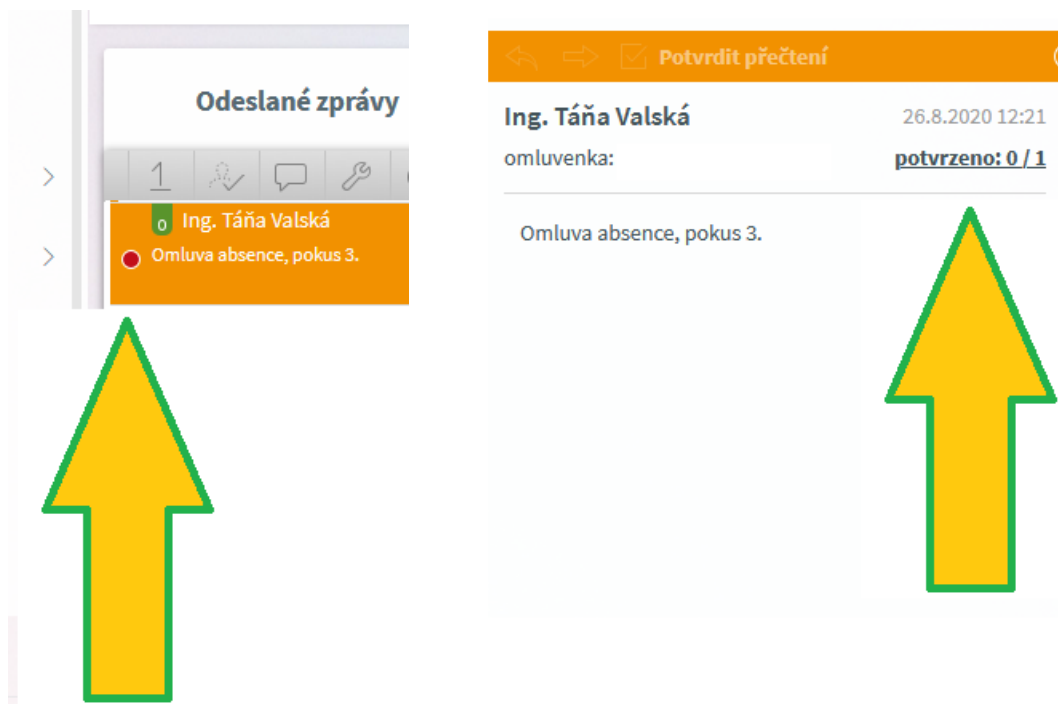 Odeslané zprávy
1
0 Ing. Táňa Valská
Omluva absence, pokus 3.
Potvrdit přečtení
Ing. Táňa Valská 26.8.2020 12:21
omluvenka: potvrzeno: 0 / 1
Omluva absence, pokus 3.